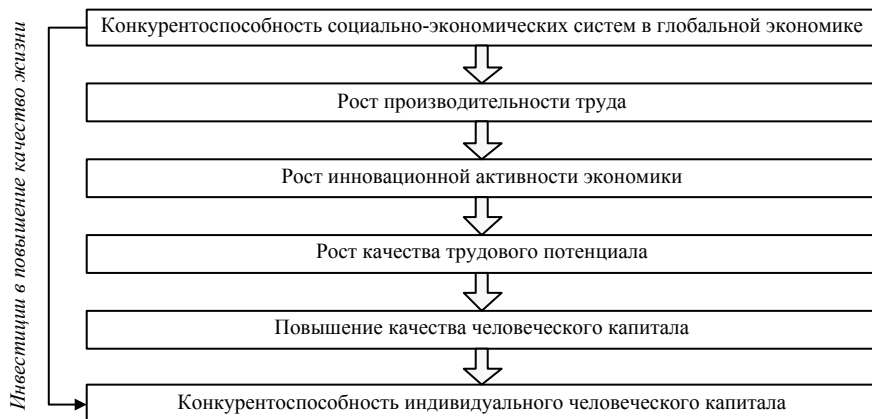 Инвестиции в повышение качество жизни
Конкурентоспособность социально-экономических систем в глобальной экономике
Рост производительности труда
Рост инновационной активности экономики
Рост качества трудового потенциала
Повышение качества человеческого капитала
Конкурентоспособность индивидуального человеческого капитала